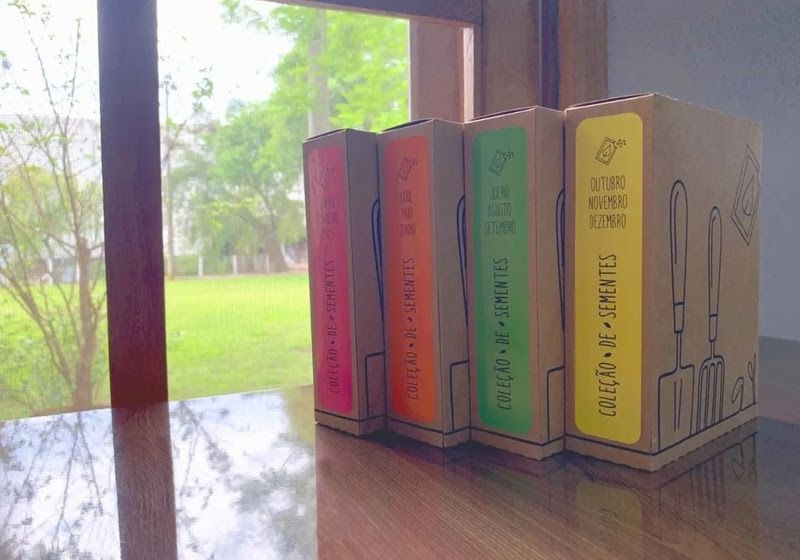 COLEÇÃO • DE • SEMENTES
ABRIL
MAIO
JUNHO
COLEÇÃO • DE • SEMENTES
JULHO
AGOSTO
SETEMBRO
COLEÇÃO • DE • SEMENTES
OUTUBRO
NOVEMBRO
DEZEMBRO
COLEÇÃO • DE • SEMENTES